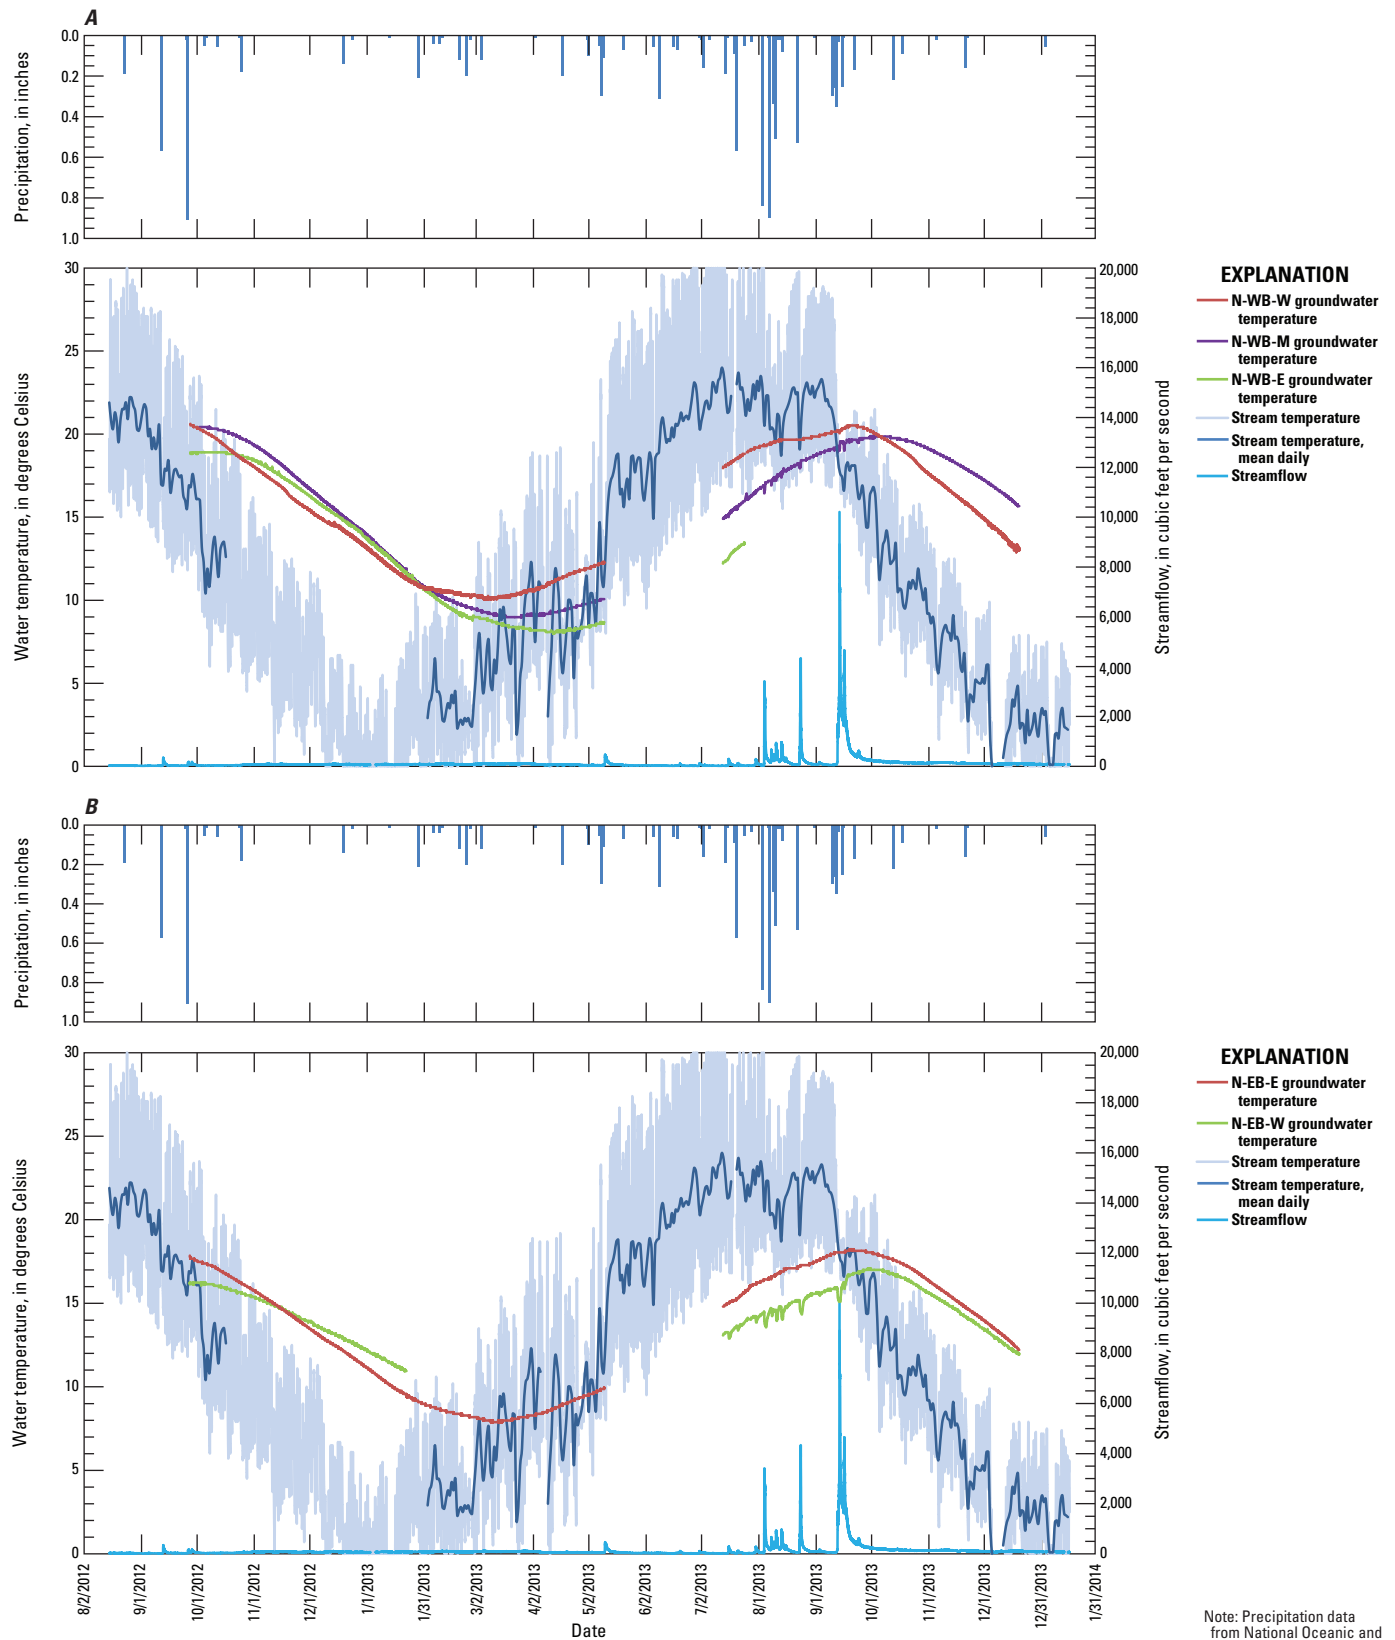 A
Precipitation, in inches
0.0
0.2
0.4
0.6
0.8
1.0
Water temperature, in degrees Celsius
30
25
20
15
10
5
0
20,000
18,000
16,000
14,000
12,000
10,000
8,000
6,000
4,000
2,000
0
Streamflow, in cubic feet per second
EXPLANATION
N-WB-W groundwater
temperature
N-WB-M groundwater
temperature
N-WB-E groundwater
temperature
Stream temperature
Stream temperature,
mean daily
Streamflow
B
Precipitation, in inches
0.0
0.2
0.4
0.6
0.8
1.0
Water temperature, in degrees Celsius
30
25
20
15
10
5
0
20,000
18,000
16,000
14,000
12,000
10,000
8,000
6,000
4,000
2,000
0
Streamflow, in cubic feet per second
EXPLANATION
N-EB-E groundwater
temperature
N-EB-W groundwater
temperature
Stream temperature
Stream temperature,
mean daily
Streamflow
8/2/2012
9/1/2012
10/1/2012
11/1/2012
12/1/2012
1/1/2013
1/31/2013
3/2/2013
4/2/2013
5/2/2013
6/2/2013
7/2/2013
8/1/2013
9/1/2013
10/1/2013
11/1/2013
12/1/2013
12/31/2013
1/31/2014
Date
Note: Precipitation data
from National Oceanic and